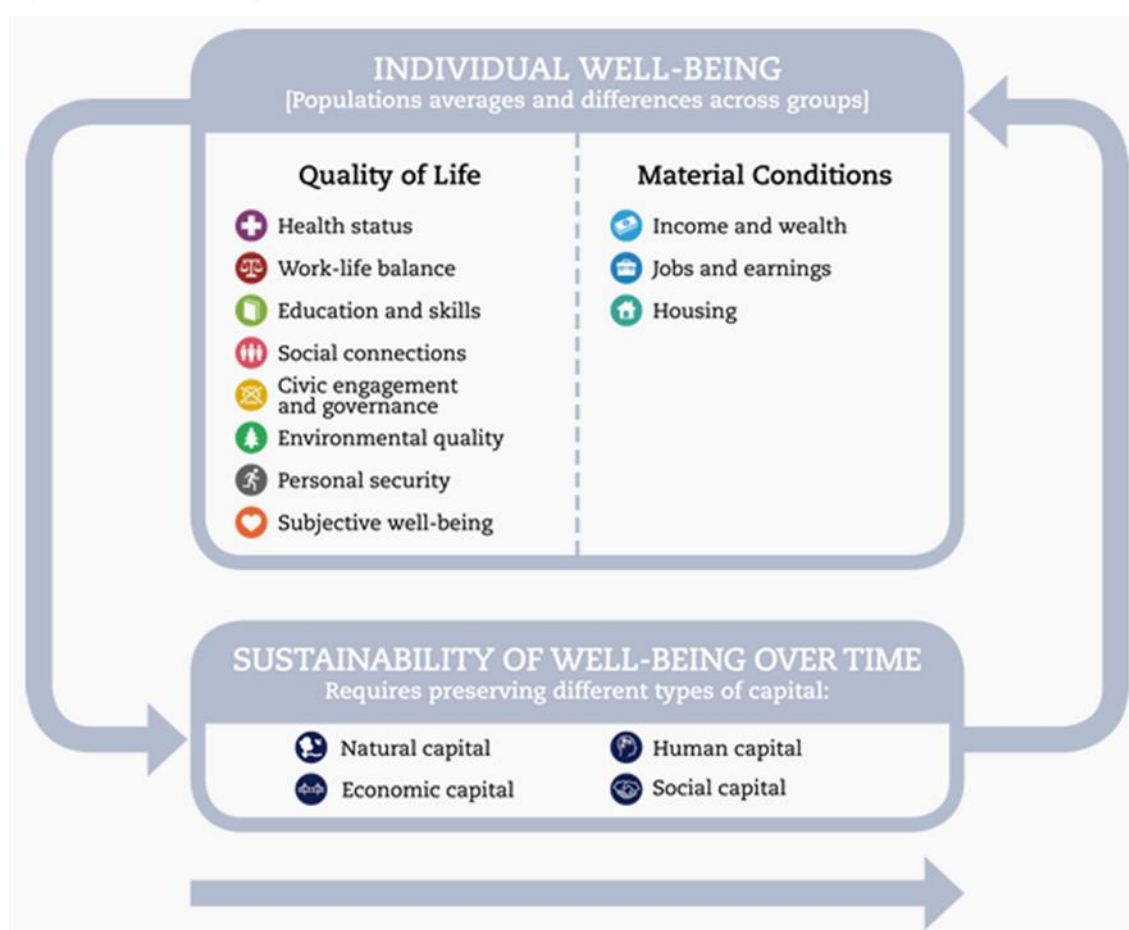 INDIVIDUAL WELL-BEING
[Populations averages and differences across groups]
Quality of Life
Health status
Work-life balance
Education and skills
Social connections
Civic engagement
and governance
Environmental quality
Personal security
Subjective well-being
Material Conditions
Income and wealth
Jobs and earnings
Housing
SUSTAINABILITY OF WELL-BEING OVER TIME
Requires preserving different types of capital:
Natural capital
Human capital
Economic capital
Social capital